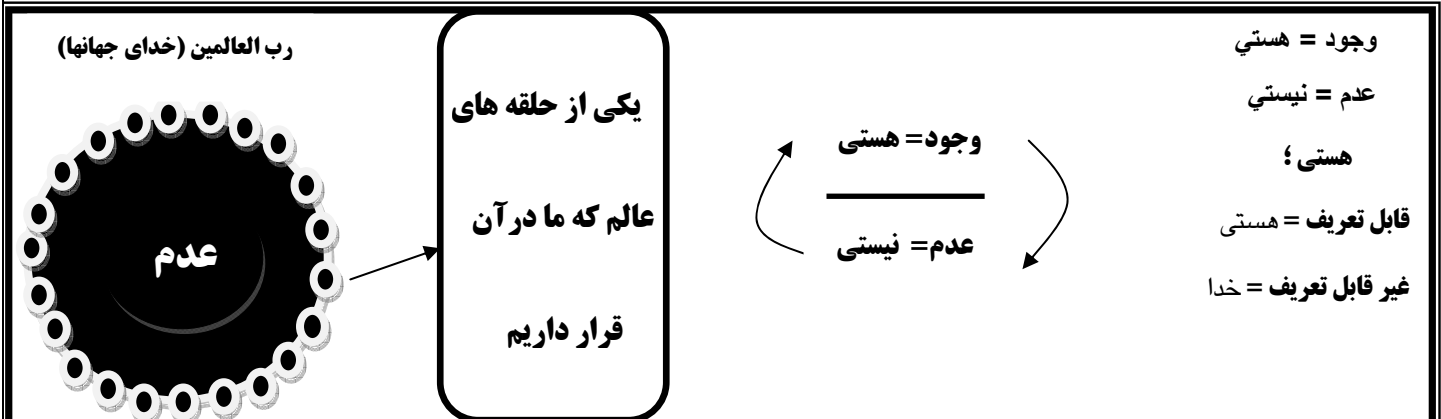 وجود = هستي
عدم = نيستي
هستی ؛
قابل تعریف = هستی
غیر قابل تعریف = خدا
وجود= هستی
عدم= نیستی
یکی از حلقه های
عالم که ما درآن
قرار داریم
رب العالمین (خدای جهانها)
عدم